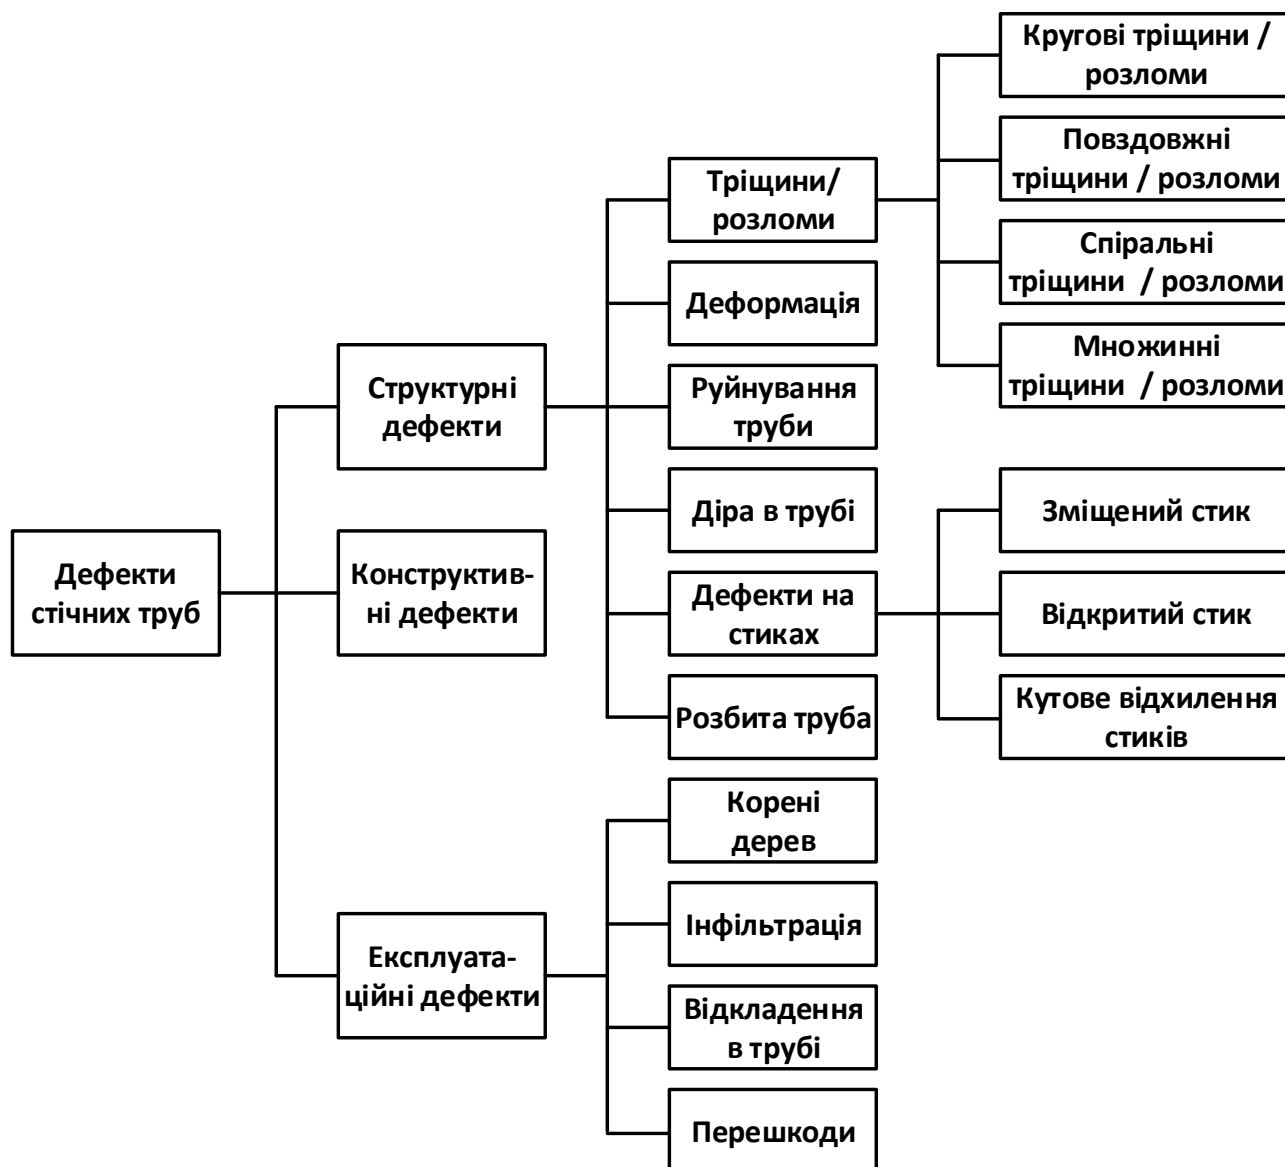 Кругові тріщини /
розломи
Повздовжні
тріщини / розломи
Тріщини/
розломи
Спіральні
тріщини / розломи
Деформація
Множинні
тріщини / розломи
Структурні
дефекти
Руйнування
труби
Діра в трубі
Зміщений стик
Дефекти
стічних труб
Конструктив-
ні дефекти
Дефекти на
стиках
Відкритий стик
Розбита труба
Кутове відхилення
стиків
Корені
дерев
Інфільтрація
Експлуата-
ційні дефекти
Відкладення
в трубі
Перешкоди